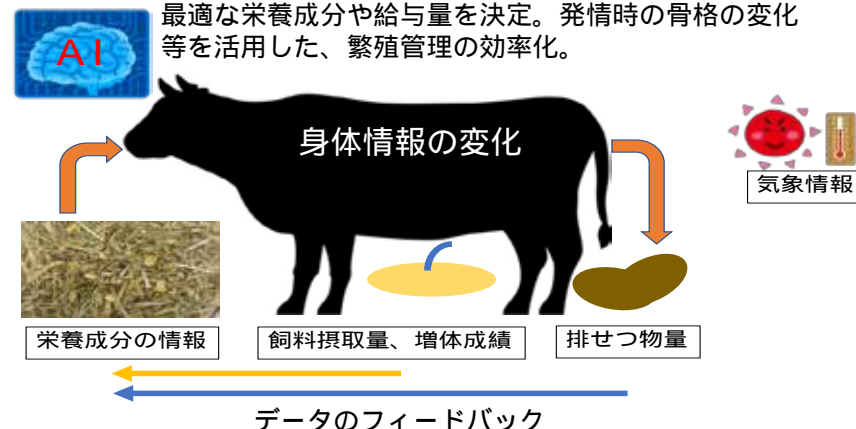 最適な栄養成分や給与量を決定。発情時の骨格の変化
等を活用した、繁殖管理の効率化。
AI
身体情報の変化
気象情報
栄養成分の情報
飼料摂取量、増体成績
排せつ物量
データのフィードバック